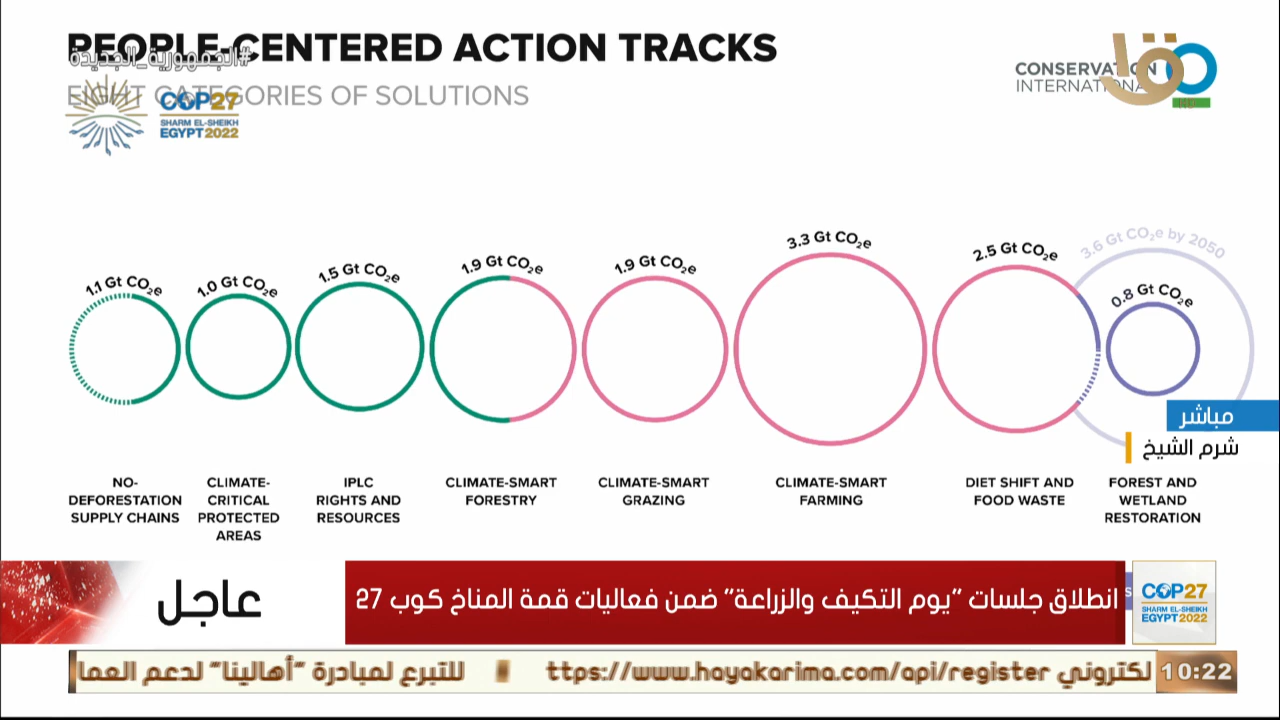 PEOPLE-CENTERED ACTION TRACKS
#الجمهورية_الجديدة
EIGHT CATEGORIES OF SOLUTIONS
COP27
SHARM EL-SHEIKH
EGYPT 2022
CONSERVATION
INTERNATIONAL
HD
1.1 Gt CO₂e
1.0 Gt CO₂e
1.5 Gt CO₂e
1.9 Gt CO₂e
1.9 Gt CO₂e
3.3 Gt CO₂e
2.5 Gt CO₂e
3.6 Gt CO₂e by 2050
0.8 Gt CO₂e
مباشر
شرم الشيخ
NO-
DEFORESTATION
SUPPLY CHAINS
CLIMATE-
CRITICAL
PROTECTED
AREAS
IPLC
RIGHTS AND
RESOURCES
CLIMATE-SMART
FORESTRY
CLIMATE-SMART
GRAZING
CLIMATE-SMART
FARMING
DIET SHIFT AND
FOOD WASTE
FOREST AND
WETLAND
RESTORATION
عاجل
انطلاق جلسات "يوم التكيف والزراعة" ضمن فعاليات قمة المناخ كوب 27
COP27
SHARM EL-SHEIKH
EGYPT 2022
10:22
لكتروني ttps://www.hayakarima.com/api/register
للتبرع لمبادرة "أهالينا" لدعم العما